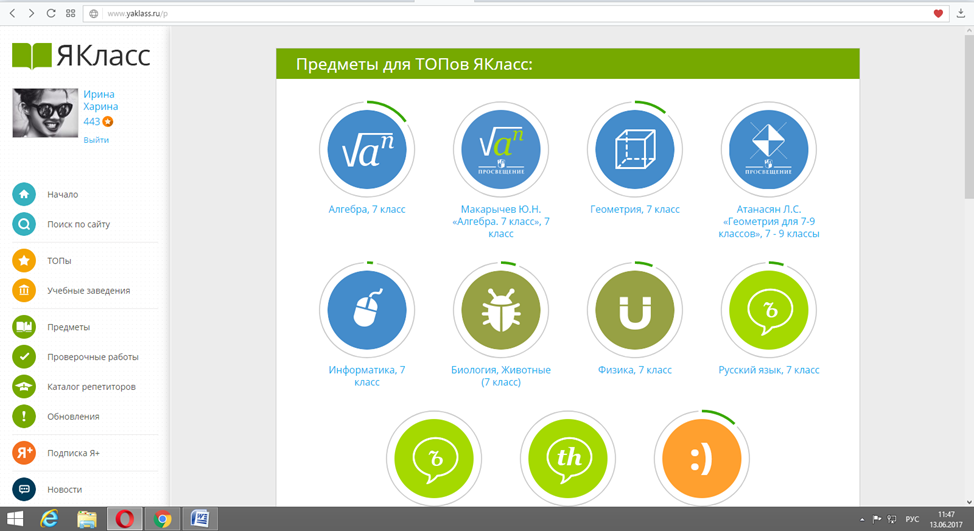 www.yaklass.ru/p
ЯКласс
Ирина
Харина
443
Выйти
Начало
Поиск по сайту
ТОПы
Учебные заведения
Предметы
Проверочные работы
Каталог репетиторов
Обновления
Я+
Подписка Я+
Новости
Предметы для ТОПов ЯКласс:
√aⁿ
Алгебра, 7 класс
√aⁿ
ПРОСВЕЩЕНИЕ
Макарычев Ю.Н.
«Алгебра. 7 класс», 7
класс
Геометрия, 7 класс
ПРОСВЕЩЕНИЕ
Атанасян Л.С.
«Геометрия для 7-9
классов», 7 - 9 классы
Информатика, 7
класс
Биология, Животные
(7 класс)
Физика, 7 класс
ъ
Русский язык, 7 класс
ъ
th
:)
РУС
11:47
13.06.2017